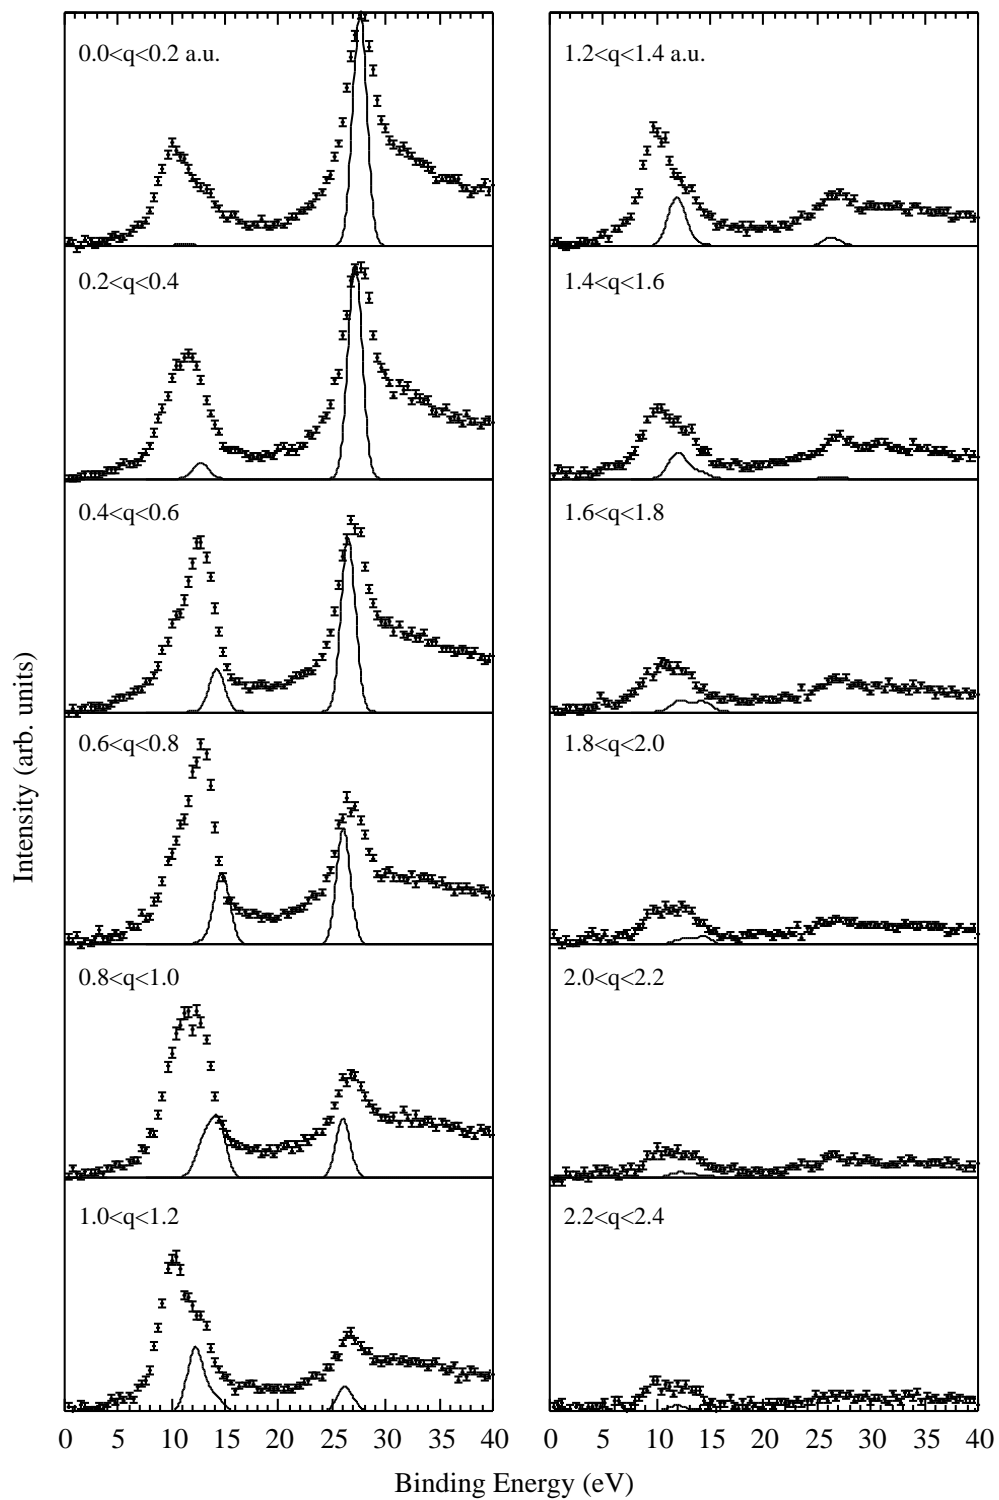 0.0<q<0.2 a.u.
0.2<q<0.4
0.4<q<0.6
0.6<q<0.8
0.8<q<1.0
1.0<q<1.2
1.2<q<1.4 a.u.
1.4<q<1.6
1.6<q<1.8
1.8<q<2.0
2.0<q<2.2
2.2<q<2.4
Intensity (arb. units)
0 5 10 15 20 25 30 35 40
0 5 10 15 20 25 30 35 40
Binding Energy (eV)